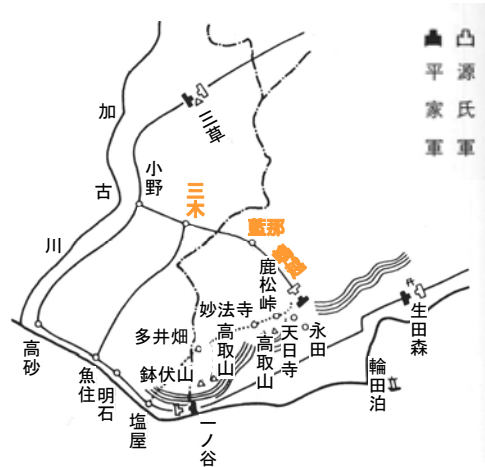 源氏軍
平家軍
加古川
三草
小野
三木
藍那
鹿松峠
妙法寺
多井畑
高取山
鉢伏山
高取山
天日寺
永田
生田森
輪田泊
高砂
魚住
明石
塩屋
一ノ谷